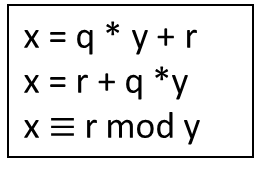 x = q * y + r
x = r + q *y
x ≡ r mod y